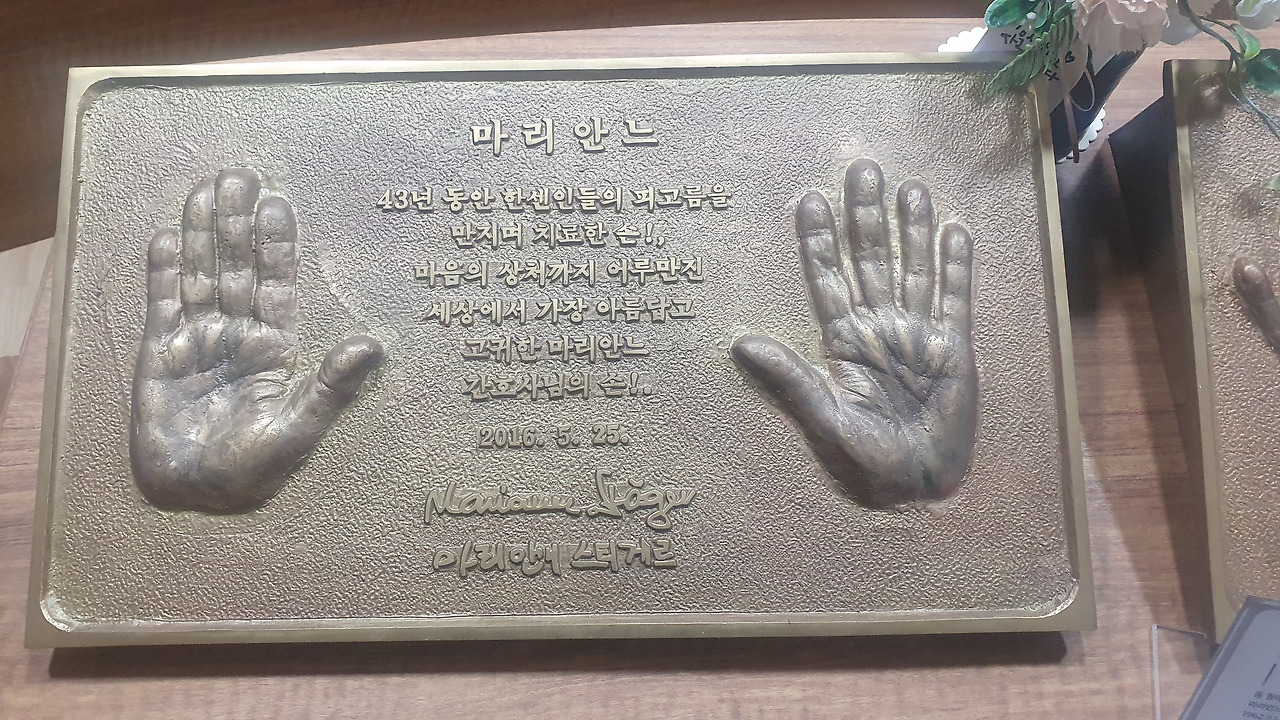 마리안느
43년 동안 한센인들의 피고름을
만지며 치료한 손!,
마음의 상처까지 어루만진
세상에서 가장 아름답고
고귀한 마리안느
간호사님의 손!.
2016. 5. 25.
마리안네 스퇴거르